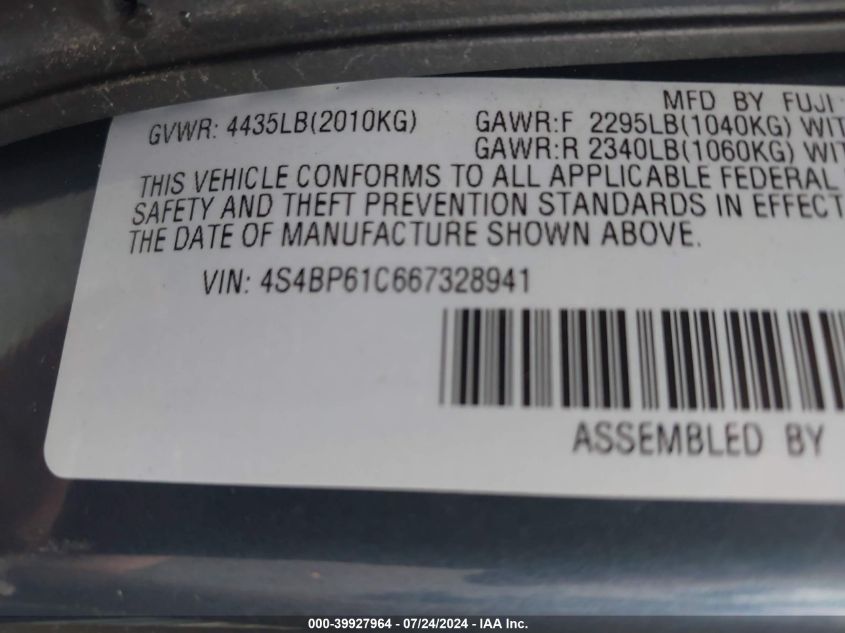 MFD BY FUJI
GVWR: 4435LB(2010KG) GAWR:F 2295LB(1040KG) WIT
GAWR:R 2340LB(1060KG) WIT
THIS VEHICLE CONFORMS TO ALL APPLICABLE FEDERAL
SAFETY AND THEFT PREVENTION STANDARDS IN EFFECT
THE DATE OF MANUFACTURE SHOWN ABOVE.
VIN: 4S4BP61C667328941
ASSEMBLED BY
000-39927964 - 07/24/2024 - IAA Inc.